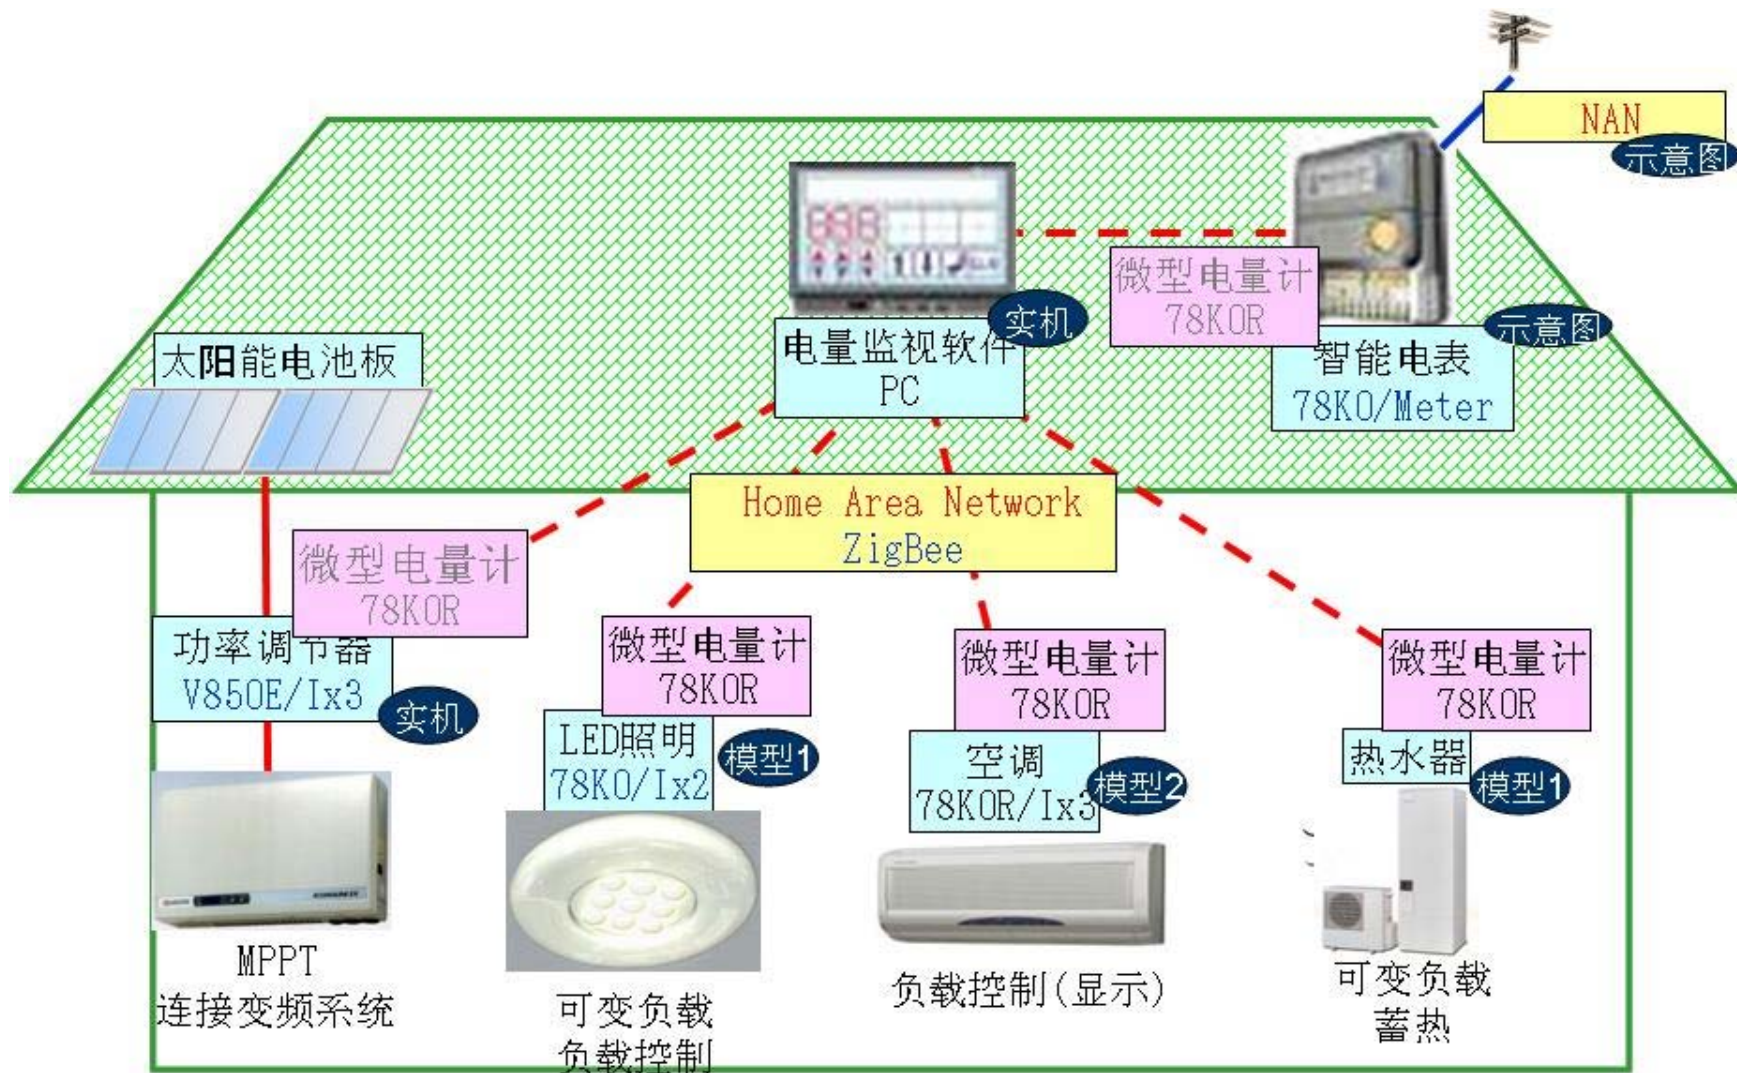 NAN
示意图
微型电量计
78K0R
实机
示意图
太阳能电池板
电量监视软件
PC
智能电表
78K0/Meter
Home Area Network
ZigBee
微型电量计
78K0R
功率调节器
V850E/Ix3
实机
微型电量计
78K0R
LED照明
78K0/Ix2
模型1
微型电量计
78K0R
空调
78K0R/Ix3
模型2
微型电量计
78K0R
热水器
模型1
MPPT
连接变频系统
可变负载
负载控制
负载控制(显示)
可变负载
蓄热